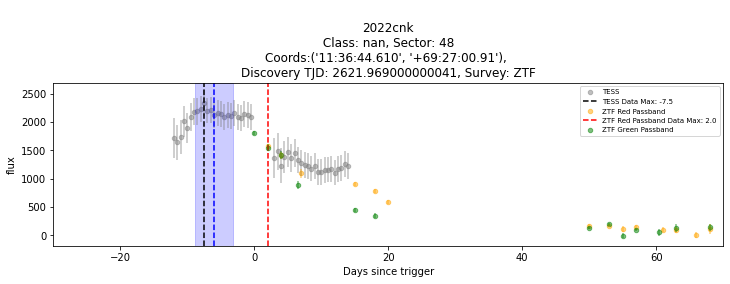 2022cnk
Class: nan, Sector: 48
Coords:('11:36:44.610', '+69:27:00.91'),
Discovery TJD: 2621.969000000041, Survey: ZTF
TESS
TESS Data Max: -7.5
ZTF Red Passband
ZTF Red Passband Data Max: 2.0
ZTF Green Passband
flux
2500
2000
1500
1000
500
0
−20
0
20
40
60
Days since trigger